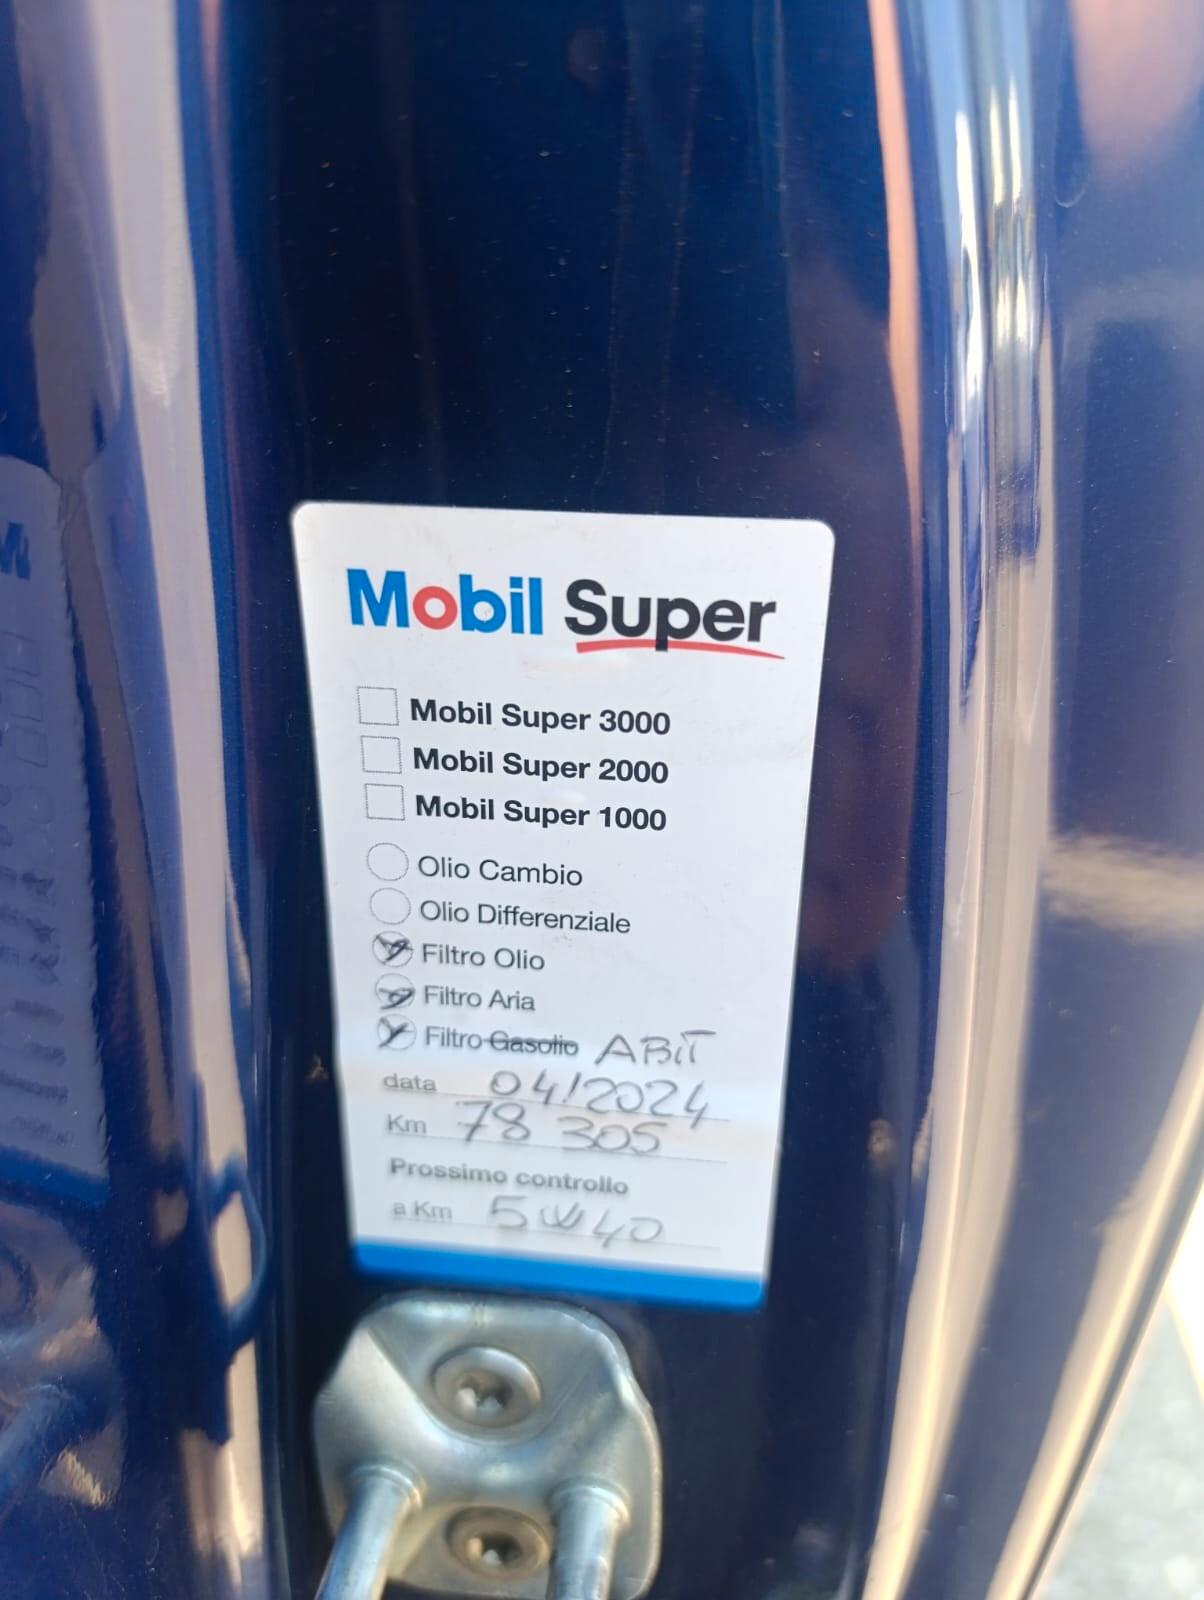 Mobil Super
Mobil Super 3000
Mobil Super 2000
Mobil Super 1000
Olio Cambio
Olio Differenziale
Filtro Olio
Filtro Aria
Filtro Gasolio ABiT
data 04/2024
Km 78 305
Prossimo controllo
a Km 5W40